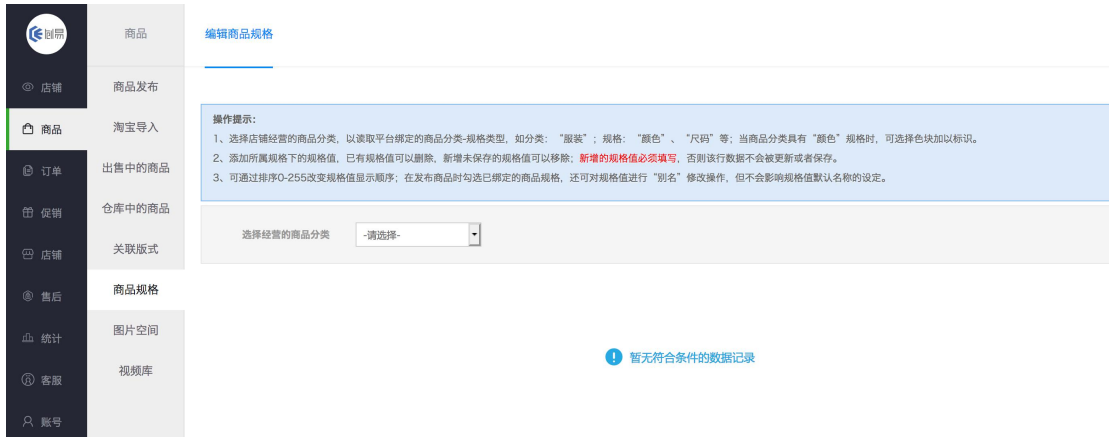 创易
商品
编辑商品规格
店铺
商品
订单
促销
店铺
售后
统计
客服
账号
商品发布
淘宝导入
出售中的商品
仓库中的商品
关联版式
商品规格
图片空间
视频库
操作提示:
1、选择店铺经营的商品分类，以读取平台绑定的商品分类-规格类型，如分类：“服装”；规格：“颜色”、“尺码”等；当商品分类具有“颜色”规格时，可选择色块加以标识。
2、添加所属规格下的规格值，已有规格值可以删除，新增未保存的规格值可以移除；新增的规格值必须填写，否则该行数据不会被更新或者保存。
3、可通过排序0-255改变规格值显示顺序；在发布商品时勾选已绑定的商品规格，还可对规格值进行“别名”修改操作，但不会影响规格值默认名称的设定。
选择经营的商品分类
-请选择-
暂无符合条件的数据记录